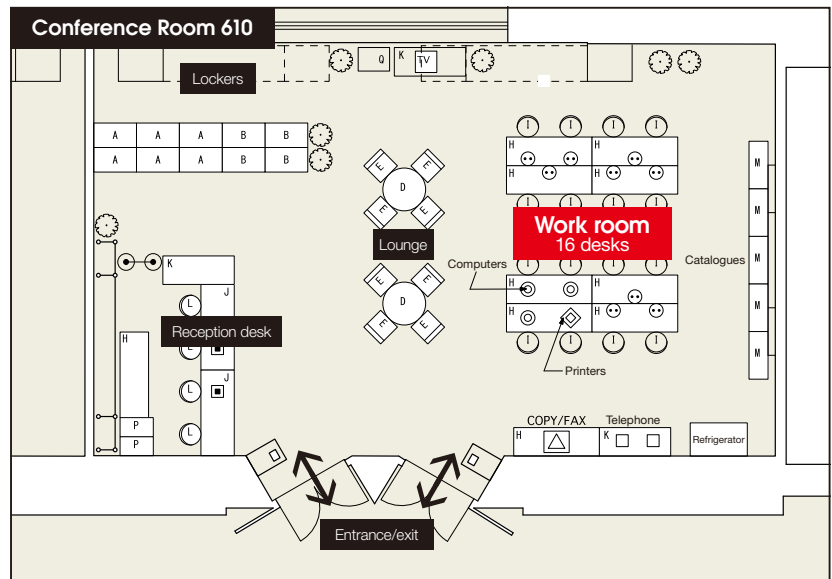 Conference Room 610
Lockers
Q
K
TV
A A A B B
A A A B B
E E
D
E E
Lounge
E E
D
E E
I I I I
H H
H H
I I I I
Work room
16 desks
I I I I
Computers
H H
H H
I I I I
Printers
Catalogues
M
M
M
M
M
K
J
L
Reception desk
L
J
L
L
H
P
P
COPY/FAX
H
Telephone
K
Refrigerator
Entrance/exit